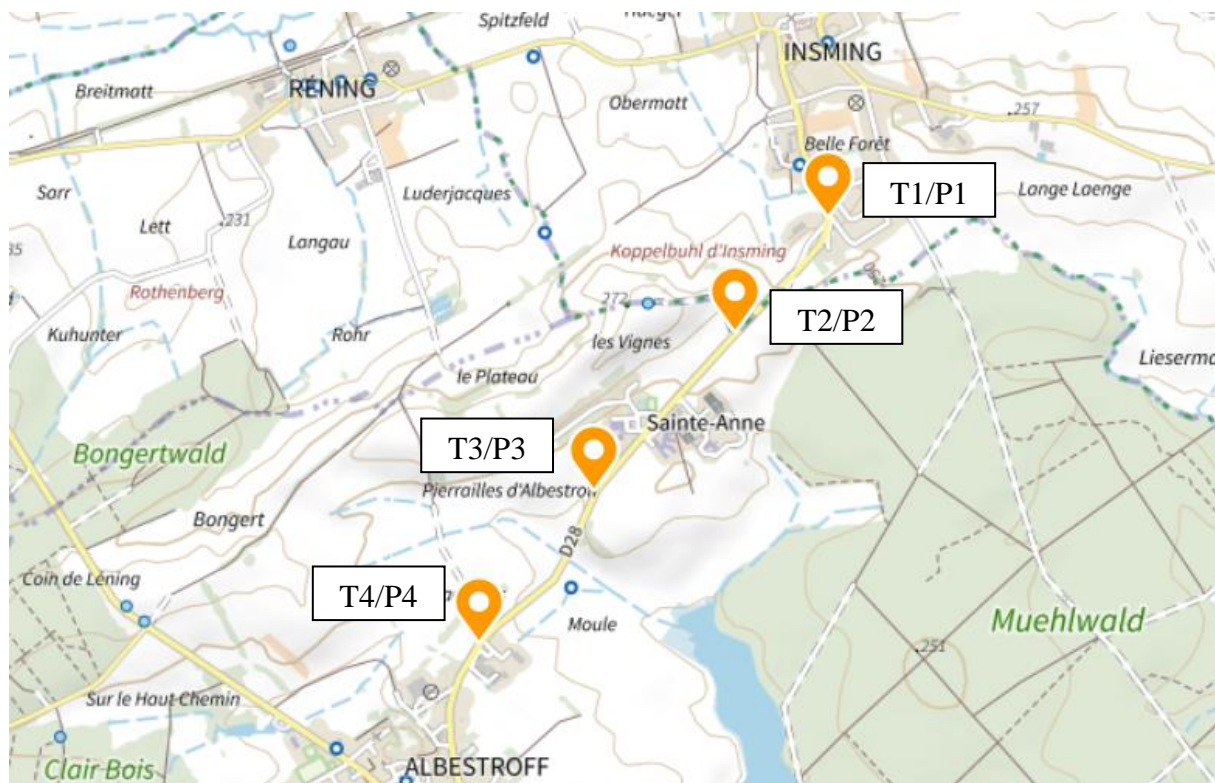 Spitzfeld
INSMING
RÉNING
Breitmatt
Obermatt
257
Belle Forêt
T1/P1
Lange Laenge
Sarr
Luderjacques
Lett
231
Langau
Koppelbuhl d'Insming
Rothenberg
272
T2/P2
Kuhunter
Rohr
les Vignes
le Plateau
Sainte-Anne
T3/P3
Bongertwald
Pierrailles d'Albestroff
Bongert
D28
Coin de Léning
T4/P4
Moule
Muehlwald
251
Sur le Haut Chemin
ALBESTROFF
Clair Bois